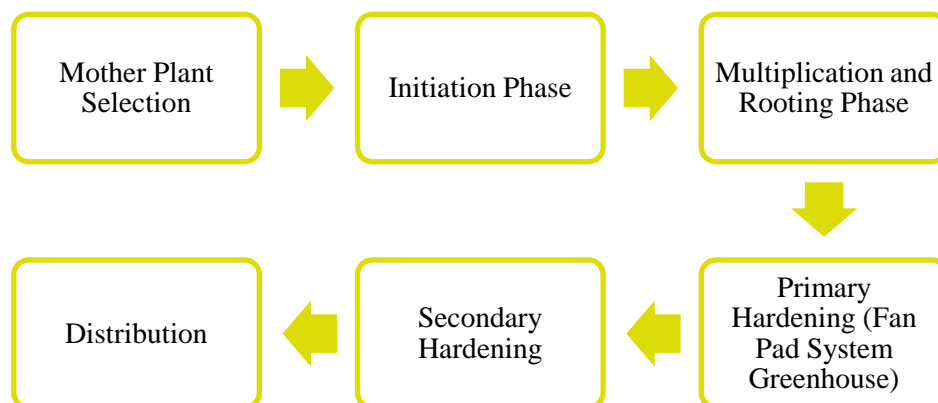 Mother Plant
Selection
Initiation Phase
Multiplication and
Rooting Phase
Primary
Hardening (Fan
Pad System
Greenhouse)
Secondary
Hardening
Distribution